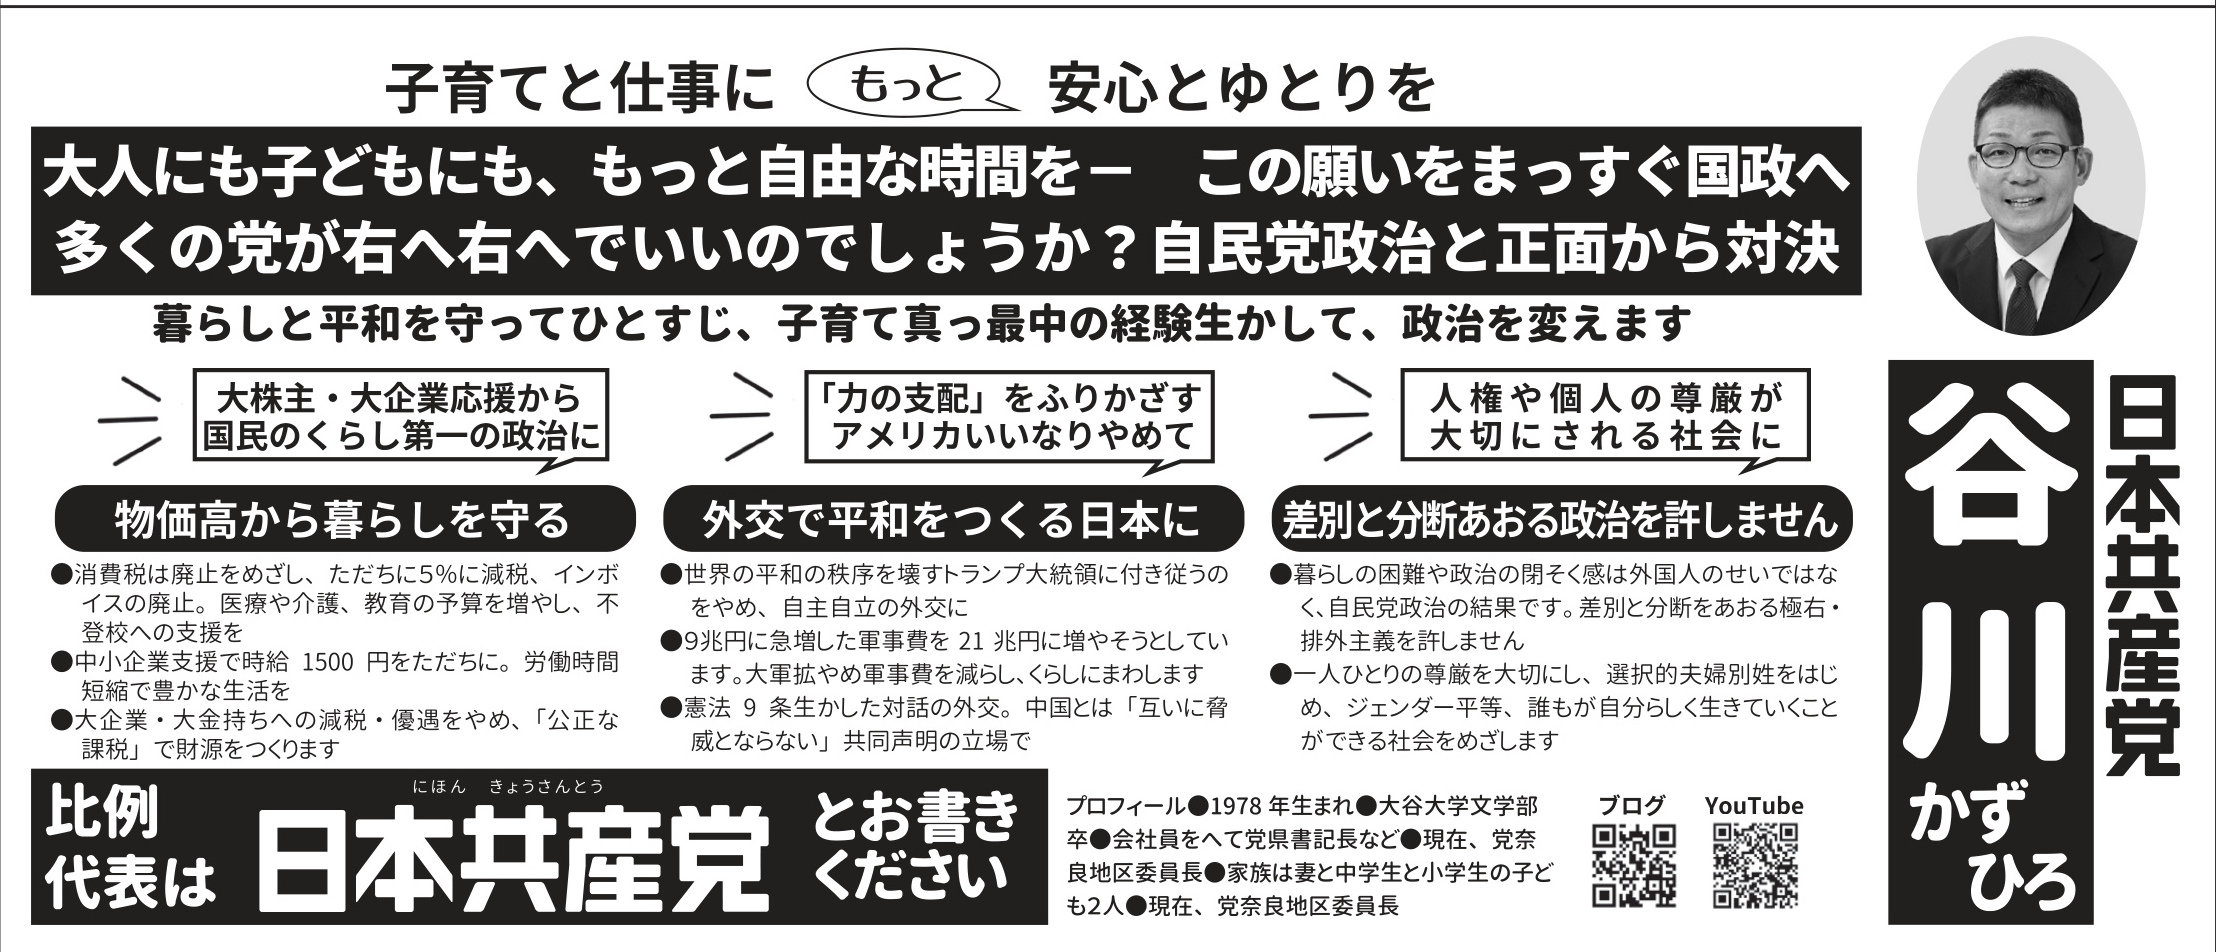 子育てと仕事に もっと 安心とゆとりを
大人にも子どもにも、もっと自由な時間を－　この願いをまっすぐ国政へ
多くの党が右へ右へでいいのでしょうか？自民党政治と正面から対決
暮らしと平和を守ってひとすじ、子育て真っ最中の経験生かして、政治を変えます
大株主・大企業応援から
国民のくらし第一の政治に
物価高から暮らしを守る
●消費税は廃止をめざし、ただちに5％に減税、インボ
イスの廃止。医療や介護、教育の予算を増やし、不
登校への支援を
●中小企業支援で時給 1500 円をただちに。労働時間
短縮で豊かな生活を
●大企業・大金持ちへの減税・優遇をやめ、「公正な
課税」で財源をつくります
「力の支配」をふりかざす
アメリカいいなりやめて
外交で平和をつくる日本に
●世界の平和の秩序を壊すトランプ大統領に付き従うの
をやめ、自主自立の外交に
●9兆円に急増した軍事費を 21 兆円に増やそうとしてい
ます。大軍拡やめ軍事費を減らし、くらしにまわします
●憲法 9 条生かした対話の外交。中国とは「互いに脅
威とならない」共同声明の立場で
人権や個人の尊厳が
大切にされる社会に
差別と分断あおる政治を許しません
●暮らしの困難や政治の閉そく感は外国人のせいではな
く、自民党政治の結果です。差別と分断をあおる極右・
排外主義を許しません
●一人ひとりの尊厳を大切にし、選択的夫婦別姓をはじ
め、ジェンダー平等、誰もが自分らしく生きていくこと
ができる社会をめざします
比例
代表は
にほん きょうさんとう
日本共産党
とお書き
ください
プロフィール●1978 年生まれ●大谷大学文学部
卒●会社員をへて党県書記長など●現在、党奈
良地区委員長●家族は妻と中学生と小学生の子ど
も2人●現在、党奈良地区委員長
ブログ
YouTube
日本共産党
谷川
かず
ひろ